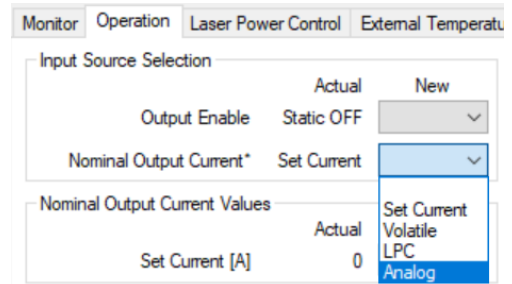 Monitor Operation Laser Power Control External Temperatu
Input Source Selection
Actual New
Output Enable Static OFF
Nominal Output Current* Set Current
Nominal Output Current Values
Set Current
Actual Volatile
LPC
Set Current [A] 0 Analog